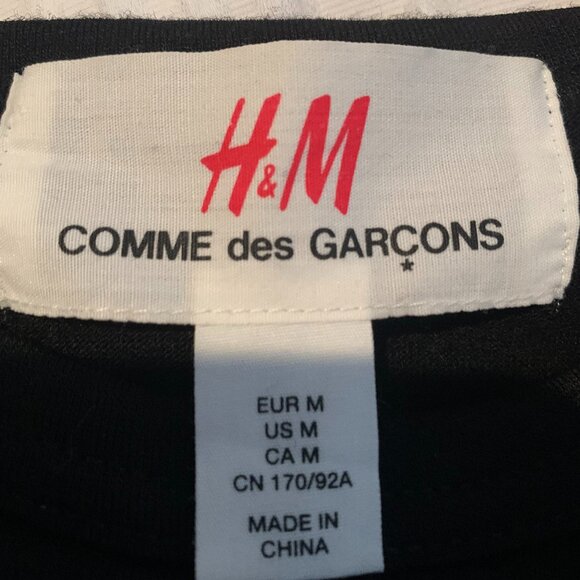 H&M
COMME des GARÇONS
EUR M
US M
CA M
CN 170/92A
MADE IN
CHINA